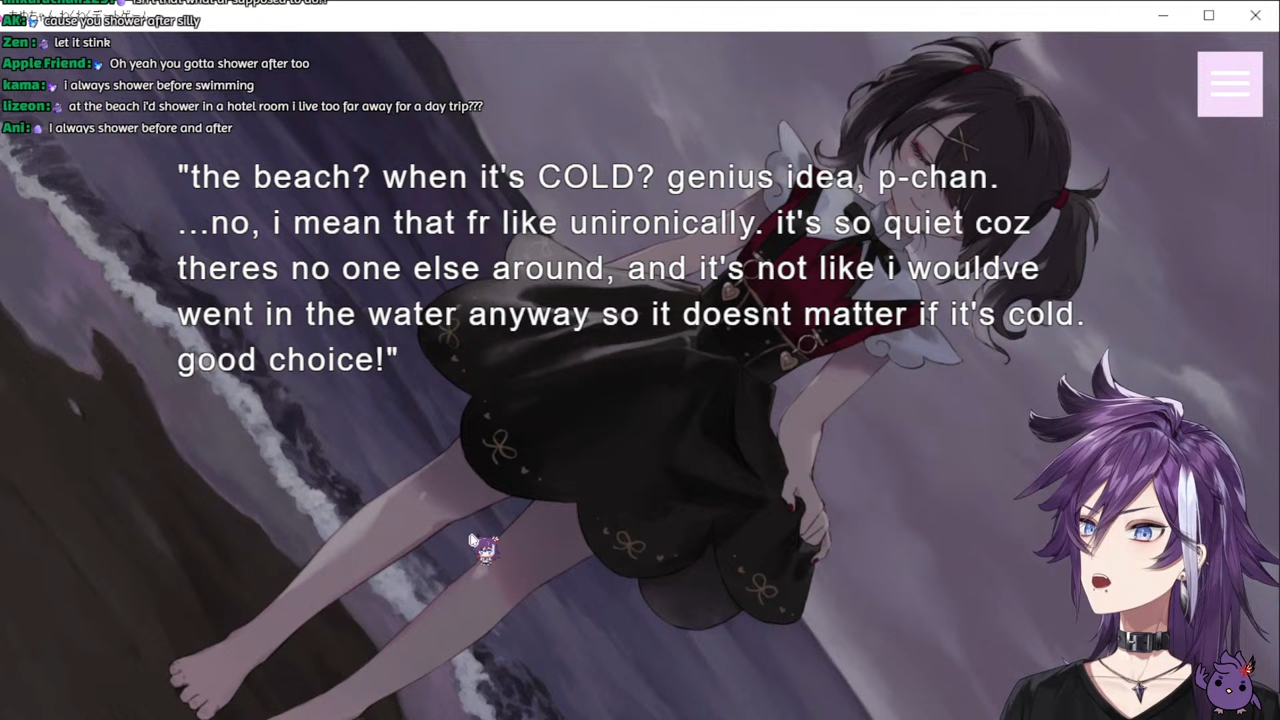 AK: 'cause you shower after silly
Zen: let it stink
AppleFriend: Oh yeah you gotta shower after too
kama: i always shower before swimming
lizeon: at the beach i'd shower in a hotel room i live too far away for a day trip???
Ani: I always shower before and after
"the beach? when it's COLD? genius idea, p-chan.
...no, i mean that fr like unironically. it's so quiet coz
theres no one else around, and it's not like i wouldve
went in the water anyway so it doesnt matter if it's cold.
good choice!"